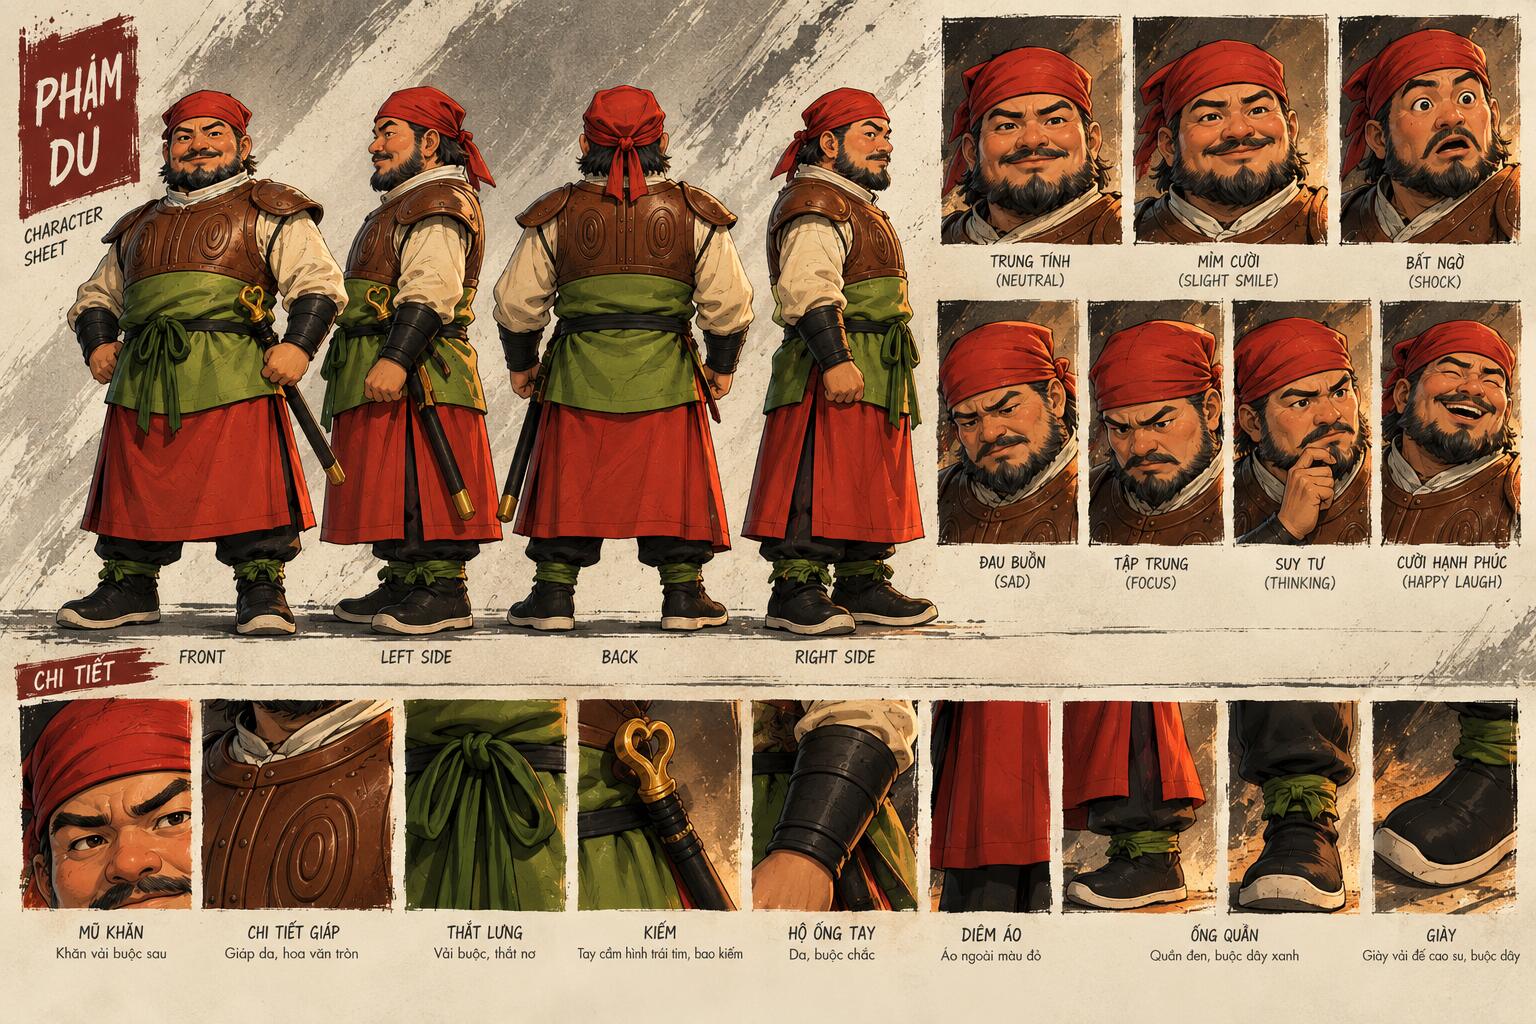 PHẠM
DU
CHARACTER
SHEET
FRONT
LEFT SIDE
BACK
RIGHT SIDE
TRUNG TÍNH
(NEUTRAL)
MỈM CƯỜI
(SLIGHT SMILE)
BẤT NGỜ
(SHOCK)
ĐAU BUỒN
(SAD)
TẬP TRUNG
(FOCUS)
SUY TƯ
(THINKING)
CƯỜI HẠNH PHÚC
(HAPPY LAUGH)
CHI TIẾT
MŨ KHĂN
Khăn vải buộc sau
CHI TIẾT GIÁP
Giáp da, hoa văn tròn
THẮT LƯNG
Vải buộc, thắt nơ
KIẾM
Tay cầm hình trái tim, bao kiếm
HỘ ỐNG TAY
Da, buộc chắc
DIỀM ÁO
Áo ngoài màu đỏ
ỐNG QUẦN
Quần đen, buộc dây xanh
GIÀY
Giày vải đế cao su, buộc dây